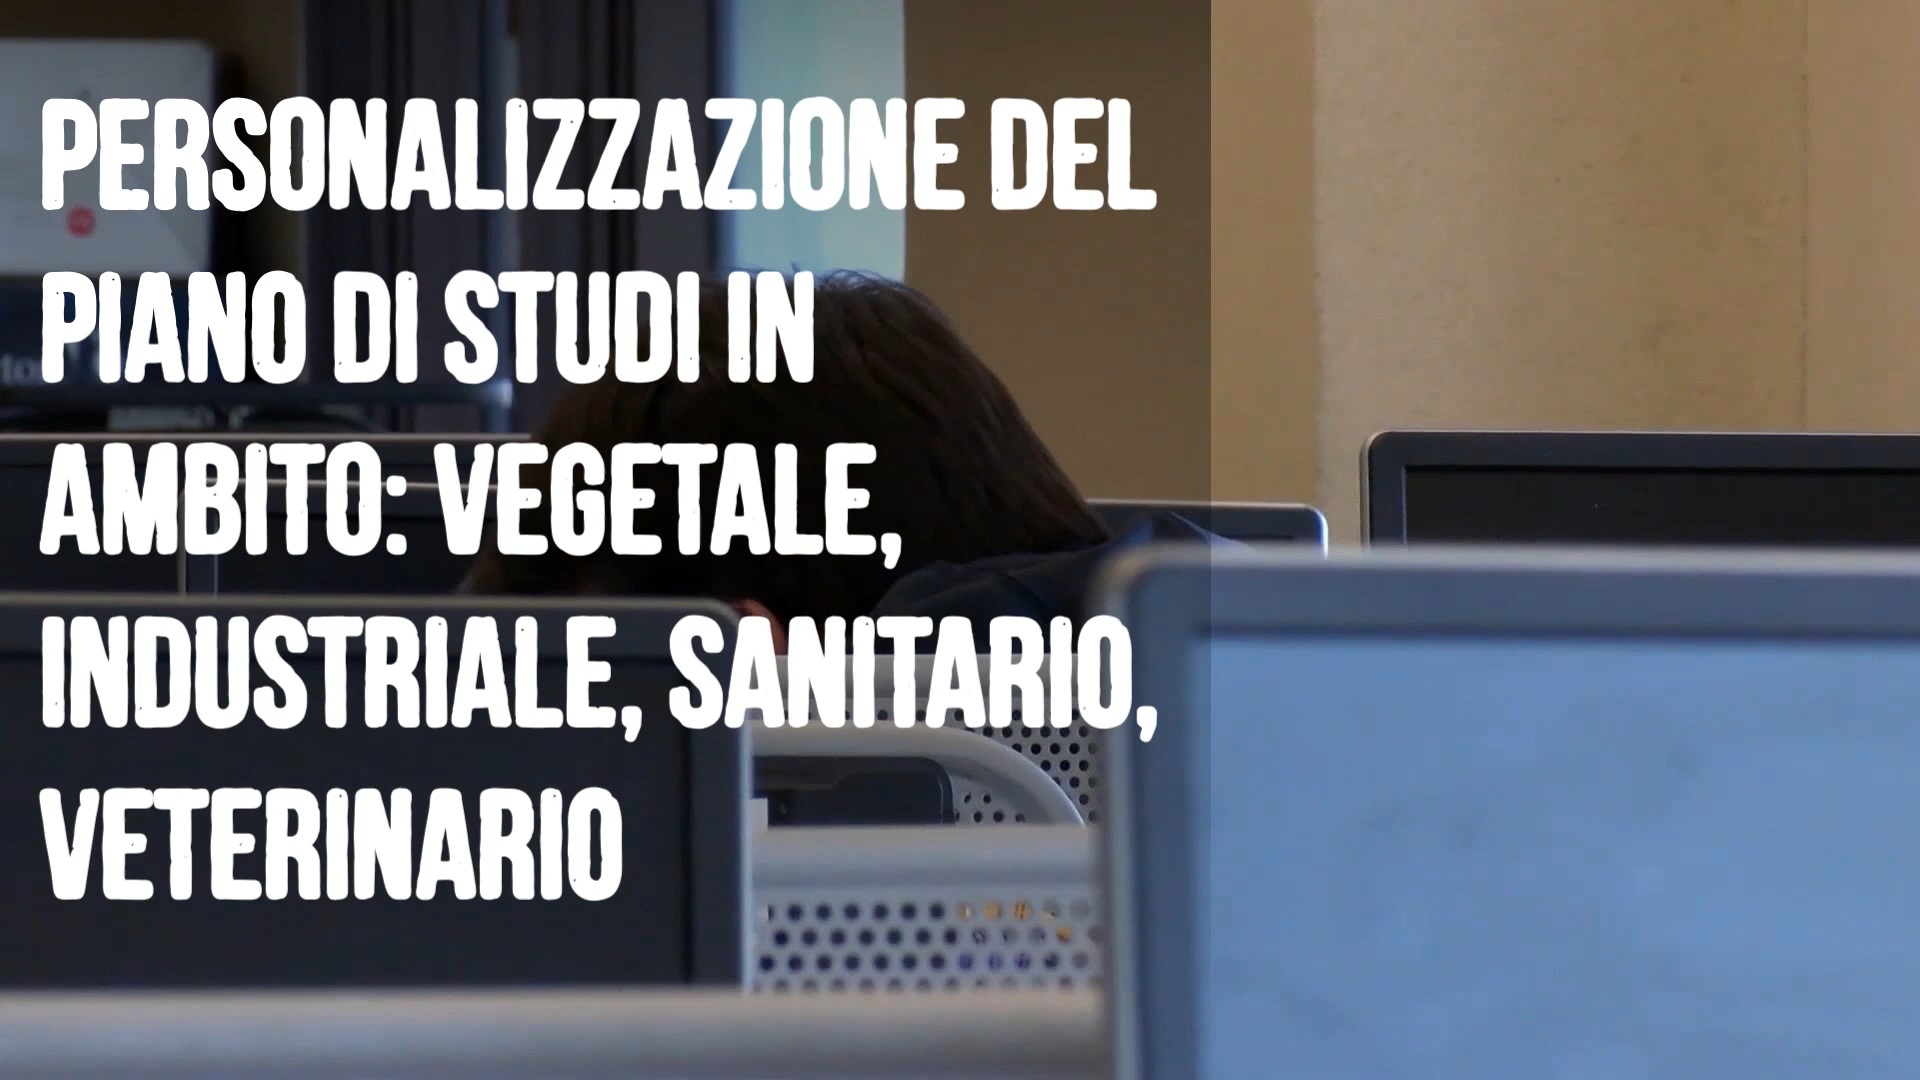 PERSONALIZZAZIONE DEL
PIANO DI STUDI IN
AMBITO: VEGETALE,
INDUSTRIALE, SANITARIO,
VETERINARIO